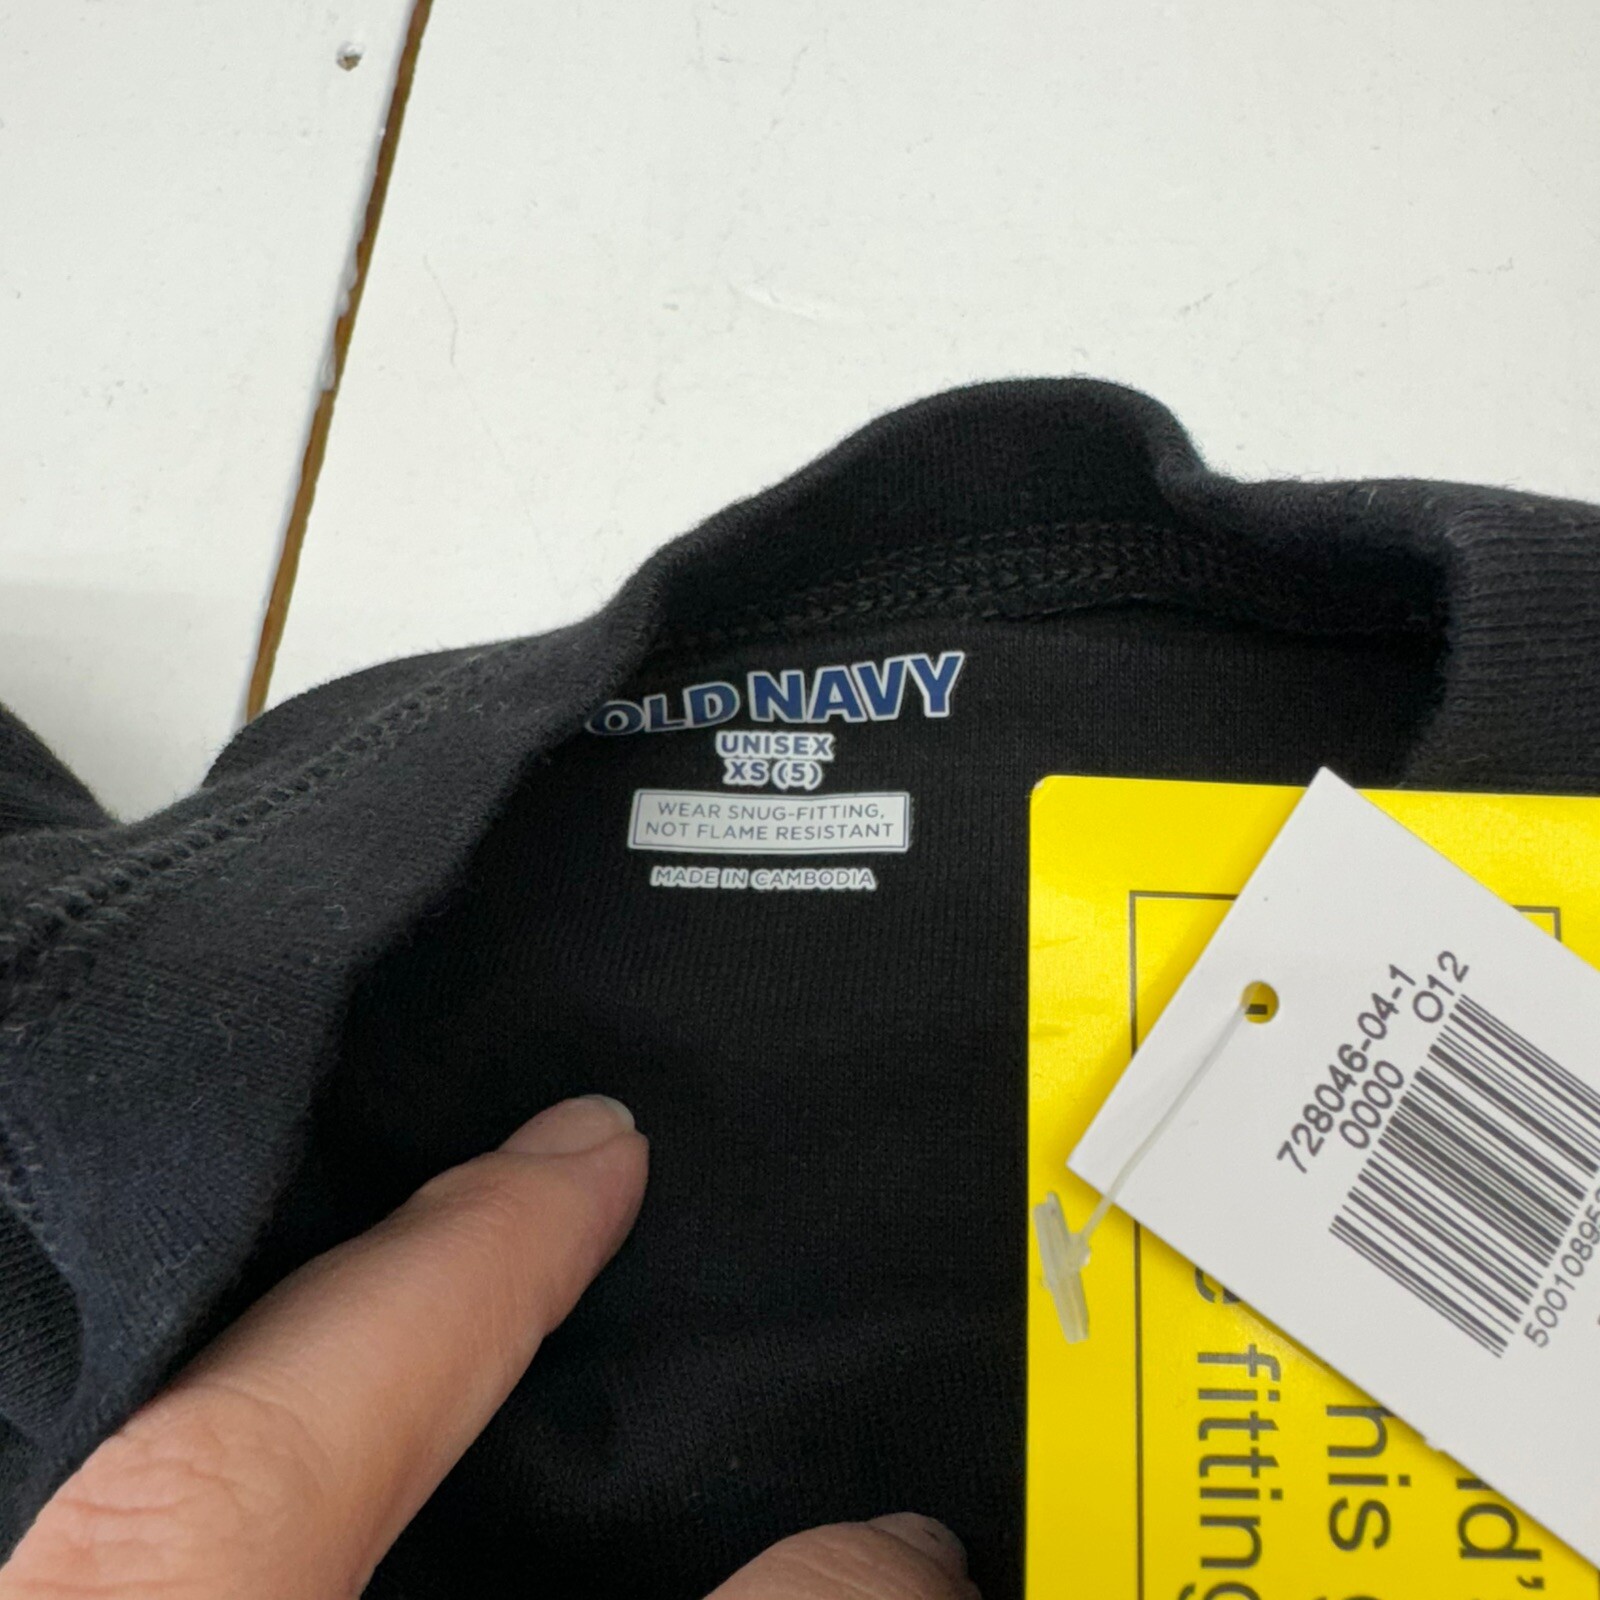 OLD NAVY
UNISEX
XS (5)
WEAR SNUG-FITTING,
NOT FLAME RESISTANT
MADE IN CAMBODIA
728046-04-1
0000 O12
fitting